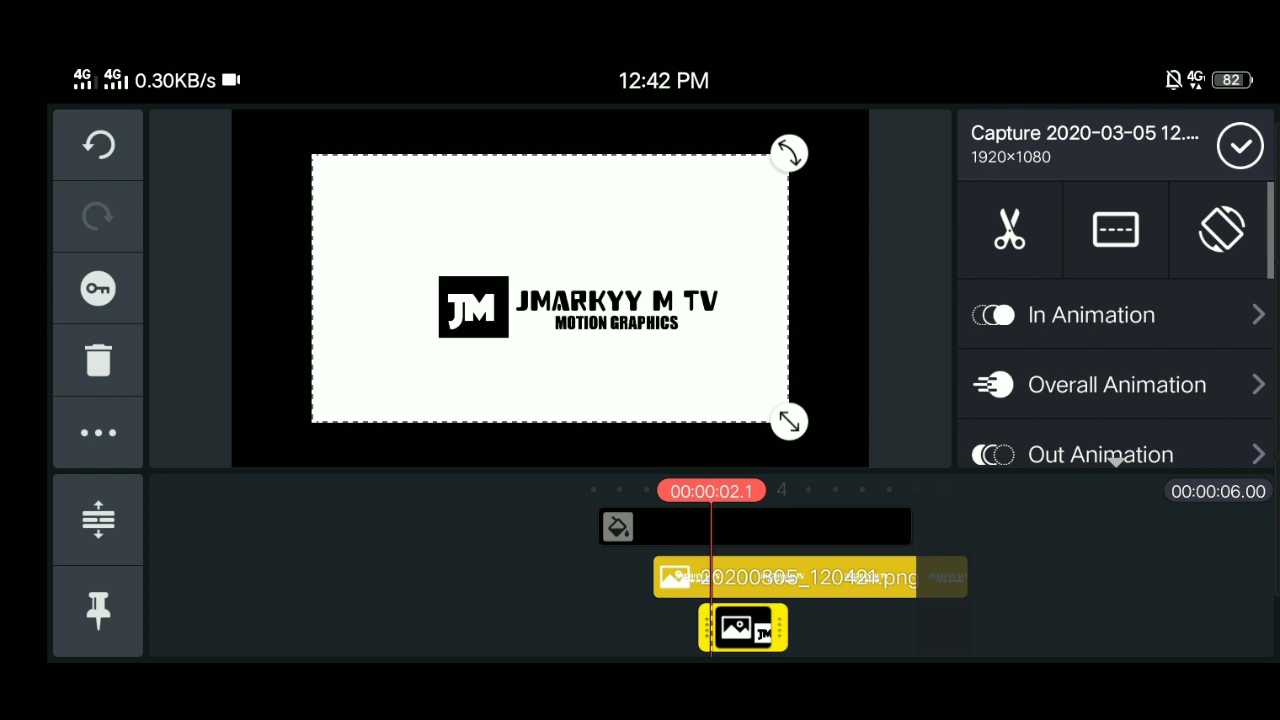 4G 4G 0.30KB/s
12:42 PM
4G 82
Capture 2020-03-05 12....
1920×1080
JM JMARKYY M TV
MOTION GRAPHICS
In Animation
Overall Animation
Out Animation
00:00:02.1
4
00:00:06.00
20200305_120421.png
JM